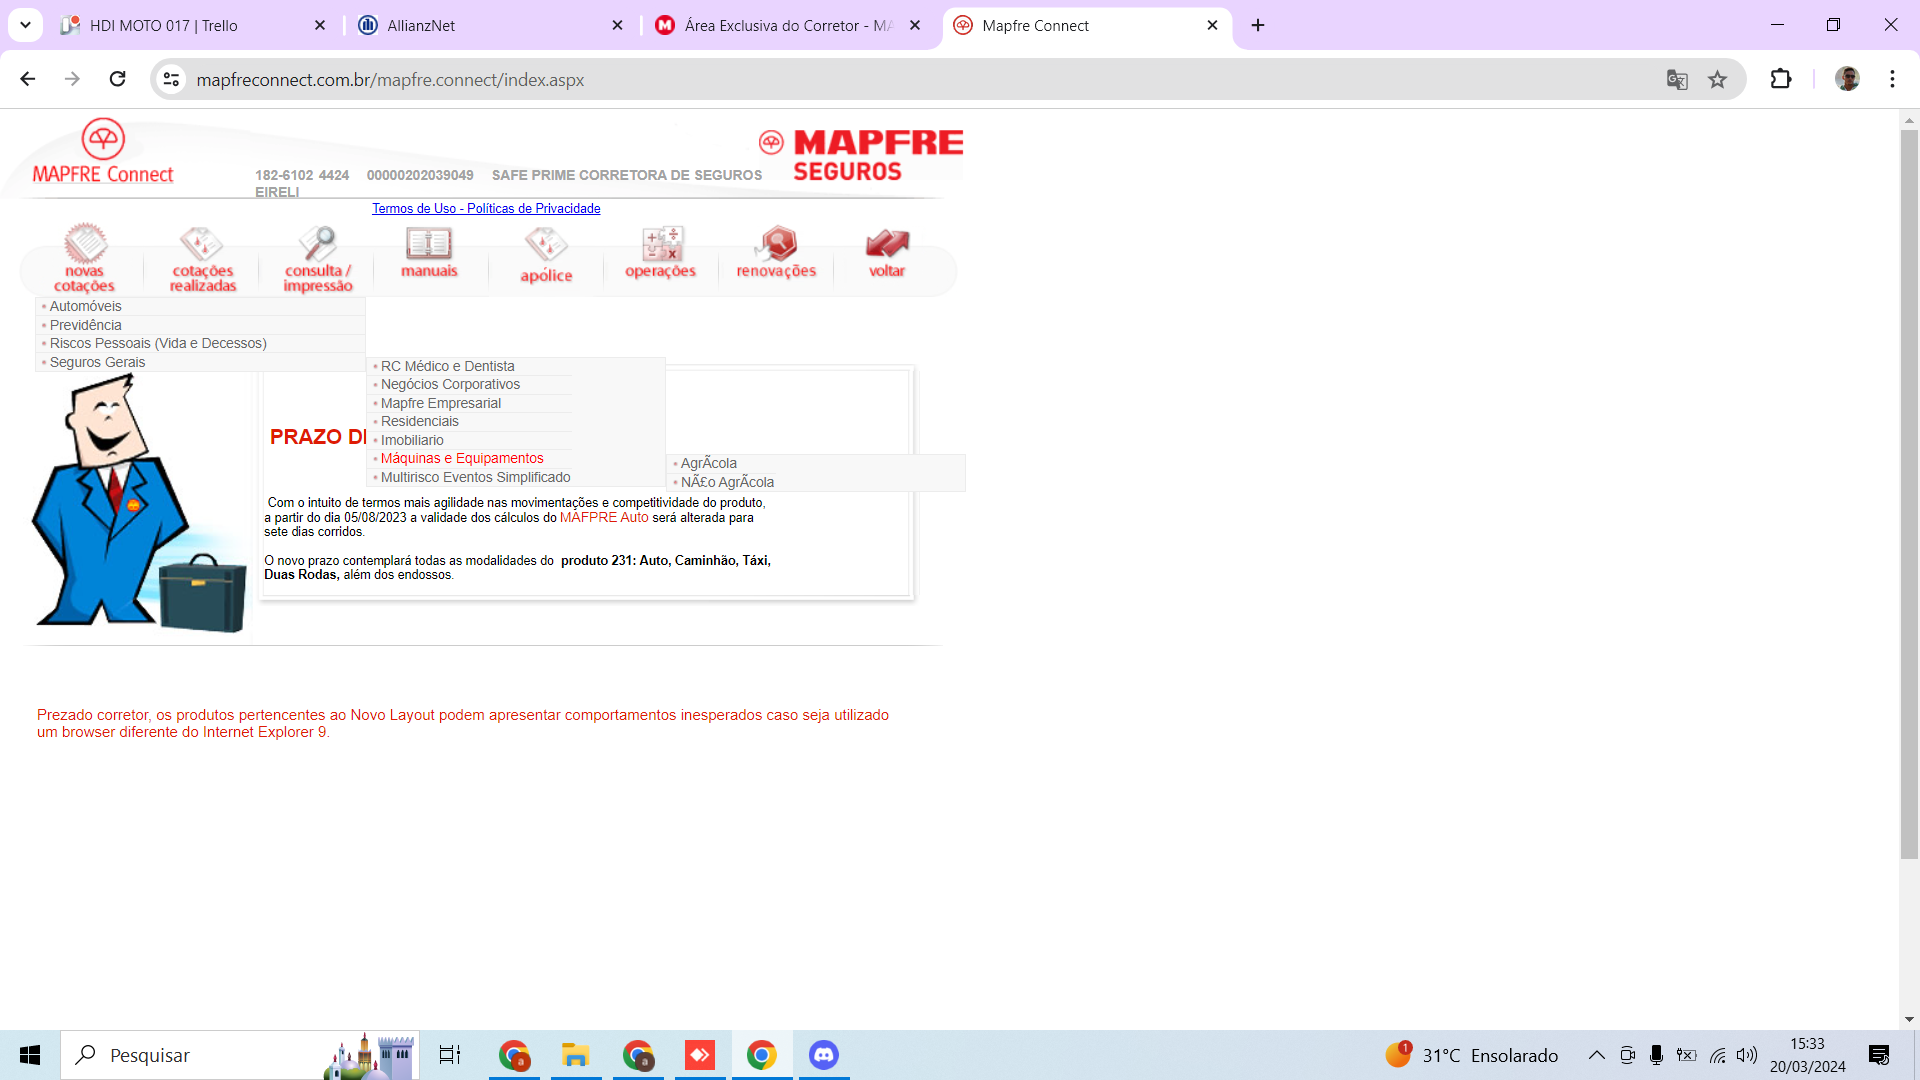 HDI MOTO 017 | Trello
AllianzNet
Área Exclusiva do Corretor - MA
Mapfre Connect
mapfreconnect.com.br/mapfre.connect/index.aspx
MAPFRE Connect
182-6102 4424 00000202039049 SAFE PRIME CORRETORA DE SEGUROS
EIRELI
MAPFRE
SEGUROS
Termos de Uso - Políticas de Privacidade
novas
cotações
cotações
realizadas
consulta /
impressão
manuais
apólice
operações
renovações
voltar
Automóveis
Previdência
Riscos Pessoais (Vida e Decessos)
Seguros Gerais
RC Médico e Dentista
Negócios Corporativos
Mapfre Empresarial
Residenciais
Imobiliario
Máquinas e Equipamentos
Multirisco Eventos Simplificado
AgrÃcola
NÃ£o AgrÃcola
PRAZO DE
Com o intuito de termos mais agilidade nas movimentações e competitividade do produto,
a partir do dia 05/08/2023 a validade dos cálculos do MAFPRE Auto será alterada para
sete dias corridos.
O novo prazo contemplará todas as modalidades do produto 231: Auto, Caminhão, Táxi,
Duas Rodas, além dos endossos.
Prezado corretor, os produtos pertencentes ao Novo Layout podem apresentar comportamentos inesperados caso seja utilizado
um browser diferente do Internet Explorer 9.
Pesquisar
1
31°C Ensolarado
15:33
20/03/2024